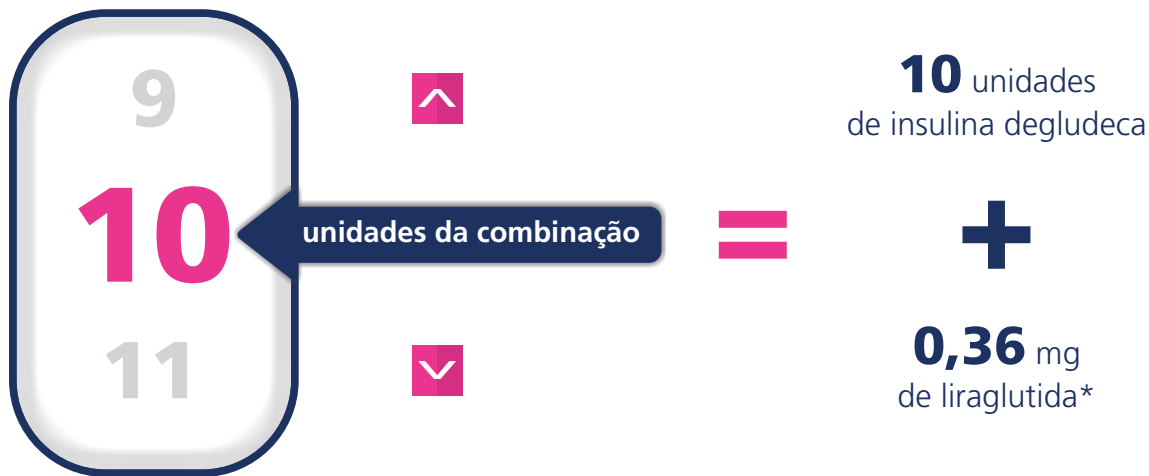 9
10
11
unidades da combinação
=
10 unidades
de insulina degludeca
+
0,36 mg
de liraglutida*